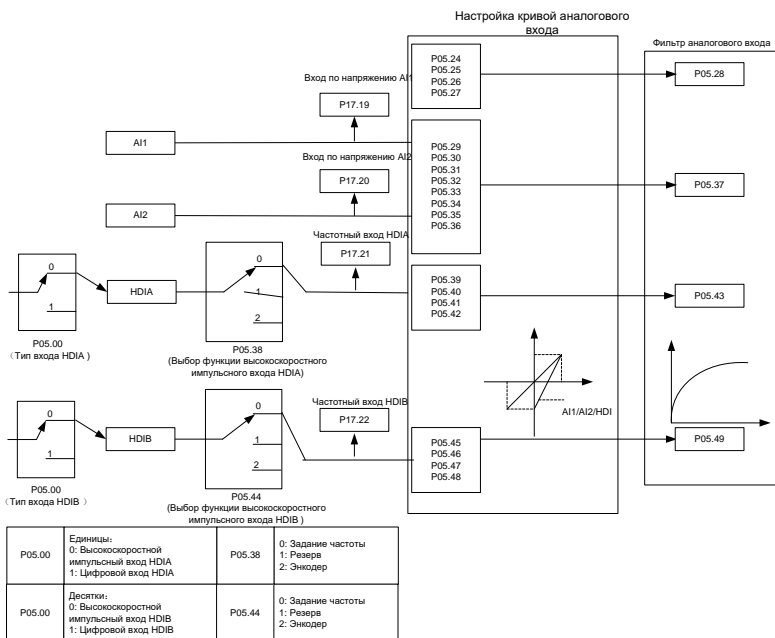 Настройка кривой аналогового
входа
Фильтр аналогового входа
P05.24
P05.25
P05.26
P05.27
P05.28
Вход по напряжению AI1
P17.19
AI1
Вход по напряжению AI2
P17.20
AI2
P05.29
P05.30
P05.31
P05.32
P05.33
P05.34
P05.35
P05.36
P05.37
Частотный вход HDIA
P17.21
0
1
P05.00
(Тип входа HDIA )
HDIA
0
1
2
P05.38
(Выбор функции высокоскоростного
импульсного входа HDIA)
P05.39
P05.40
P05.41
P05.42
P05.43
AI1/AI2/HDI
Частотный вход HDIB
P17.22
0
1
P05.00
(Тип входа HDIB )
HDIB
0
1
2
P05.44
(Выбор функции высокоскоростного
импульсного входа HDIB )
P05.45
P05.46
P05.47
P05.48
P05.49
P05.00
Единицы:
0: Высокоскоростной
импульсный вход HDIA
1: Цифровой вход HDIA
P05.38
0: Задание частоты
1: Резерв
2: Энкодер
P05.00
Десятки:
0: Высокоскоростной
импульсный вход HDIB
1: Цифровой вход HDIB
P05.44
0: Задание частоты
1: Резерв
2: Энкодер